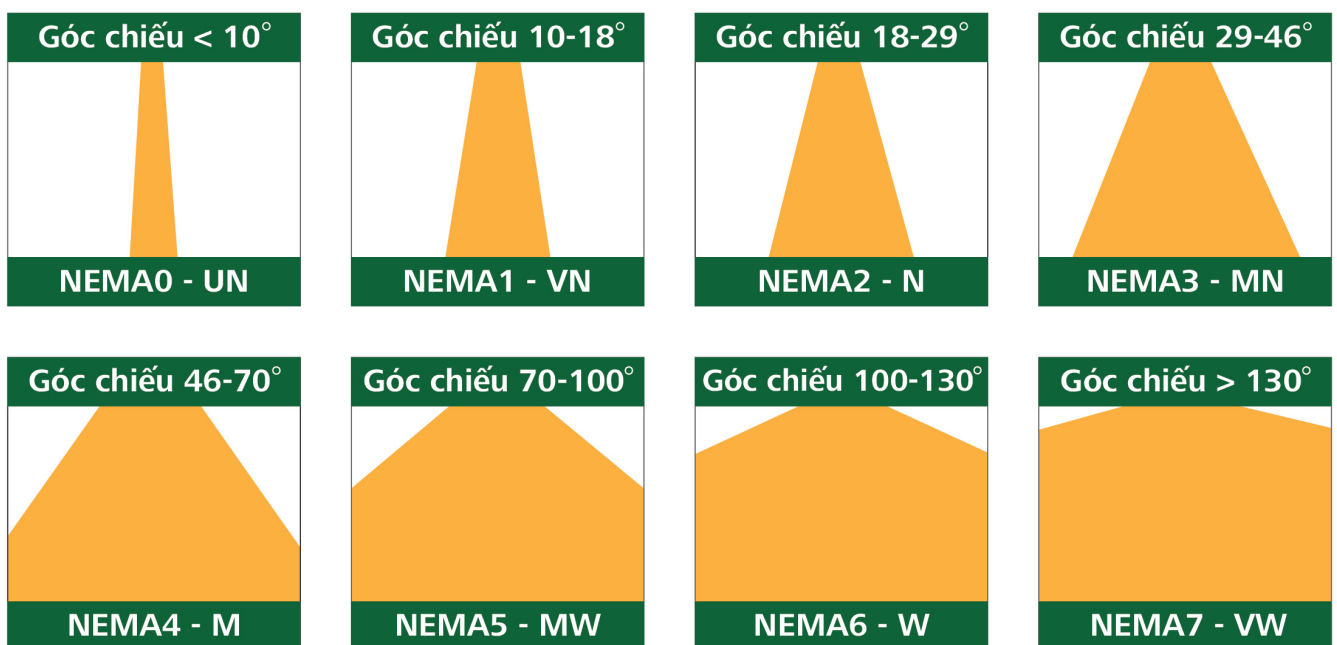 Góc chiếu < 10°
Góc chiếu 10-18°
Góc chiếu 18-29°
Góc chiếu 29-46°
NEMA0 - UN
NEMA1 - VN
NEMA2 - N
NEMA3 - MN
Góc chiếu 46-70°
Góc chiếu 70-100°
Góc chiếu 100-130°
Góc chiếu > 130°
NEMA4 - M
NEMA5 - MW
NEMA6 - W
NEMA7 - VW